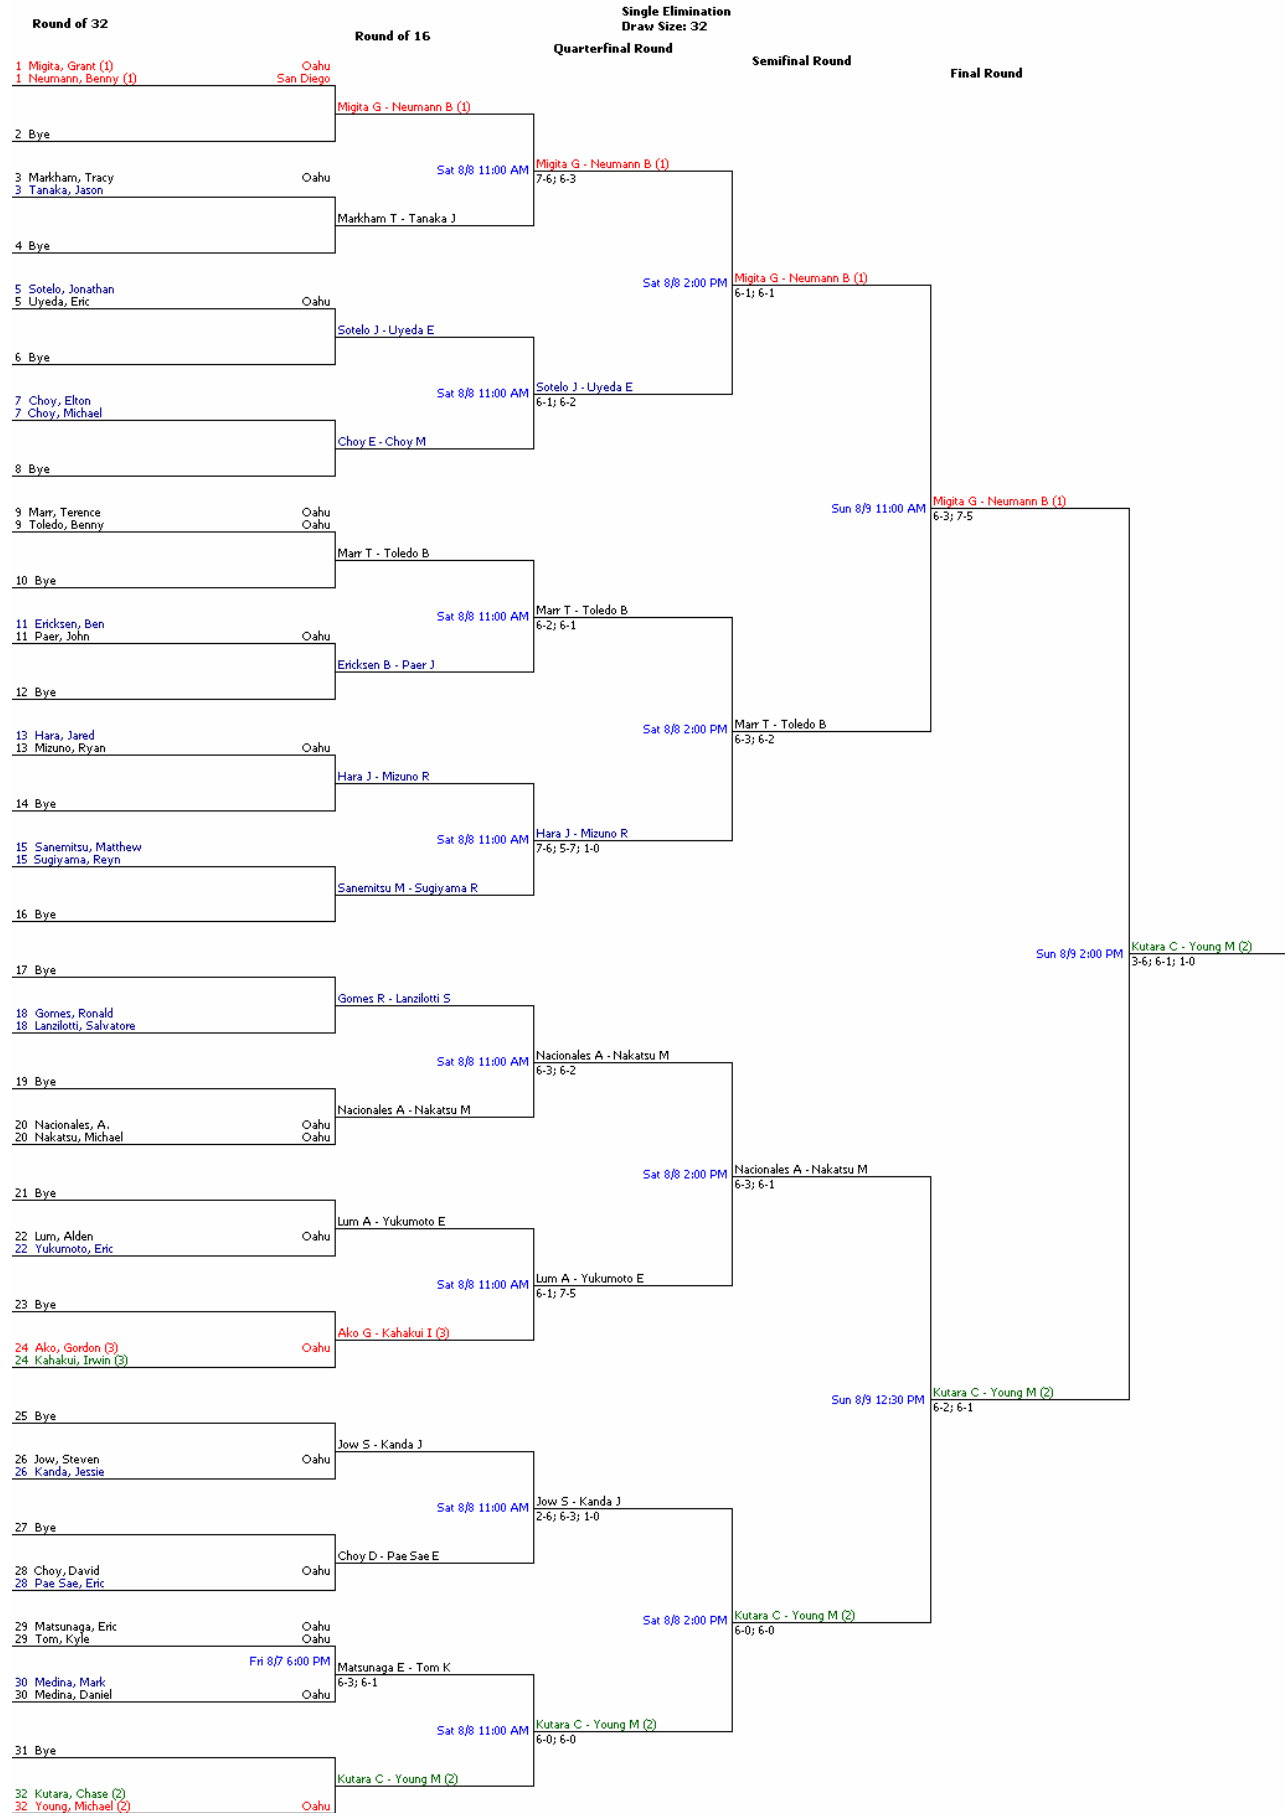 Single Elimination
Draw Size: 32
Round of 32
Round of 16
Quarterfinal Round
Semifinal Round
Final Round
1 Migita, Grant (1) Oahu
1 Neumann, Benny (1) San Diego
Migita G - Neumann B (1)
2 Bye
Sat 8/8 11:00 AM Migita G - Neumann B (1)
7-6; 6-3
3 Markham, Tracy Oahu
3 Tanaka, Jason
Markham T - Tanaka J
4 Bye
Sat 8/8 2:00 PM Migita G - Neumann B (1)
6-1; 6-1
5 Sotelo, Jonathan
5 Uyeda, Eric Oahu
Sotelo J - Uyeda E
6 Bye
Sat 8/8 11:00 AM Sotelo J - Uyeda E
6-1; 6-2
7 Choy, Elton
7 Choy, Michael
Choy E - Choy M
8 Bye
Sun 8/9 11:00 AM Migita G - Neumann B (1)
6-3; 7-5
9 Marr, Terence Oahu
9 Toledo, Benny Oahu
Marr T - Toledo B
10 Bye
Sat 8/8 11:00 AM Marr T - Toledo B
6-2; 6-1
11 Ericksen, Ben
11 Paer, John Oahu
Ericksen B - Paer J
12 Bye
Sat 8/8 2:00 PM Marr T - Toledo B
6-3; 6-2
13 Hara, Jared
13 Mizuno, Ryan Oahu
Hara J - Mizuno R
14 Bye
Sat 8/8 11:00 AM Hara J - Mizuno R
7-6; 5-7; 1-0
15 Sanemitsu, Matthew
15 Sugiyama, Reyn
Sanemitsu M - Sugiyama R
16 Bye
Sun 8/9 2:00 PM Kutara C - Young M (2)
3-6; 6-1; 1-0
17 Bye
Gomes R - Lanzilotti S
18 Gomes, Ronald
18 Lanzilotti, Salvatore
Sat 8/8 11:00 AM Nacionales A - Nakatsu M
6-3; 6-2
19 Bye
Nacionales A - Nakatsu M
20 Nacionales, A. Oahu
20 Nakatsu, Michael Oahu
Sat 8/8 2:00 PM Nacionales A - Nakatsu M
6-3; 6-1
21 Bye
Lum A - Yukumoto E
22 Lum, Alden Oahu
22 Yukumoto, Eric
Sat 8/8 11:00 AM Lum A - Yukumoto E
6-1; 7-5
23 Bye
Ako G - Kahakui I (3)
24 Ako, Gordon (3) Oahu
24 Kahakui, Irwin (3)
Sun 8/9 12:30 PM Kutara C - Young M (2)
6-2; 6-1
25 Bye
Jow S - Kanda J
26 Jow, Steven Oahu
26 Kanda, Jessie
Sat 8/8 11:00 AM Jow S - Kanda J
2-6; 6-3; 1-0
27 Bye
Choy D - Pae Sae E
28 Choy, David Oahu
28 Pae Sae, Eric
Sat 8/8 2:00 PM Kutara C - Young M (2)
6-0; 6-0
29 Matsunaga, Eric Oahu
29 Tom, Kyle Oahu
Fri 8/7 6:00 PM Matsunaga E - Tom K
6-3; 6-1
30 Medina, Mark
30 Medina, Daniel Oahu
Sat 8/8 11:00 AM Kutara C - Young M (2)
6-0; 6-0
31 Bye
Kutara C - Young M (2)
32 Kutara, Chase (2)
32 Young, Michael (2) Oahu